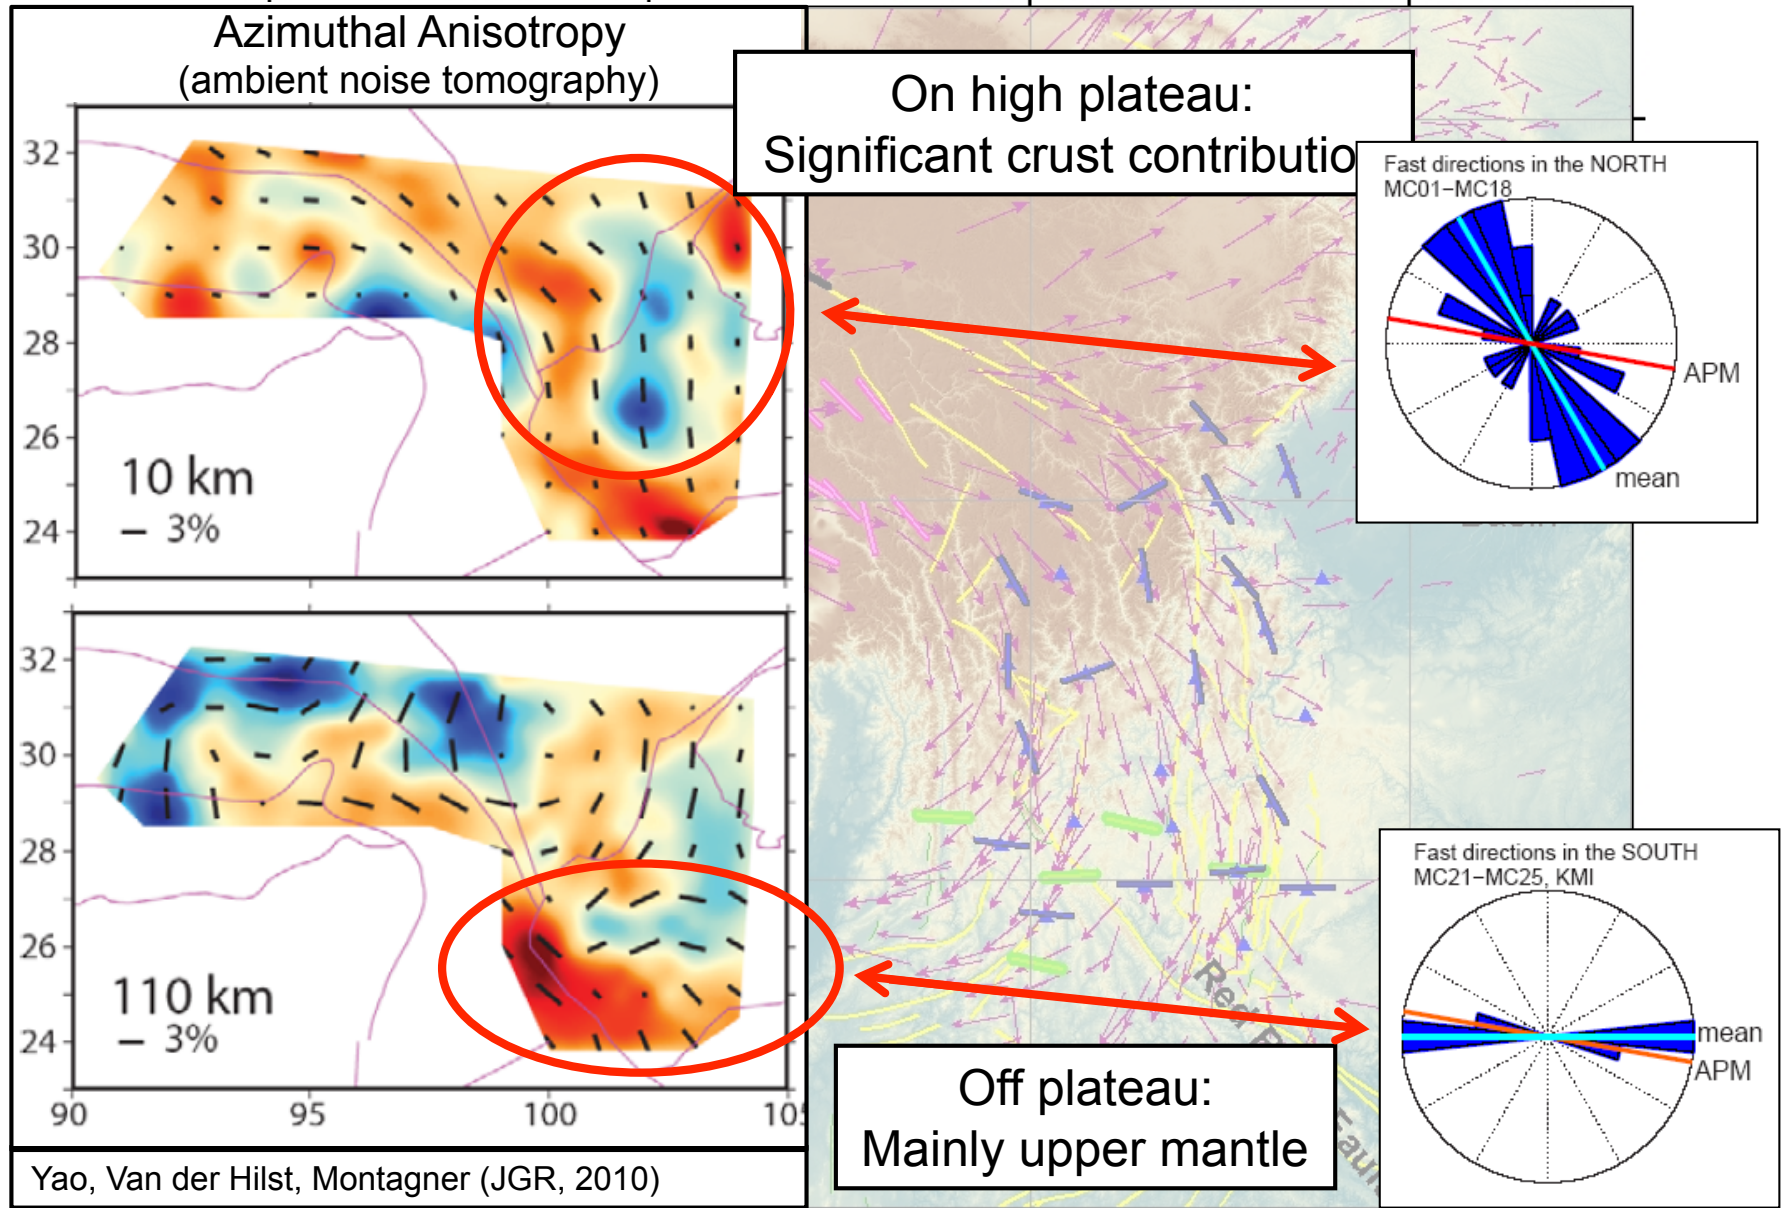 Azimuthal Anisotropy
(ambient noise tomography)
32
30
28
26
24
10 km
3%
32
30
28
26
24
110 km
3%
90
95
100
Yao, Van der Hilst, Montagner (JGR, 2010)
On high plateau:
Significant crust contributio
Fast directions in the NORTH
MC01–MC18
APM
mean
Fast directions in the SOUTH
MC21–MC25, KMI
mean
APM
Off plateau:
Mainly upper mantle
Red